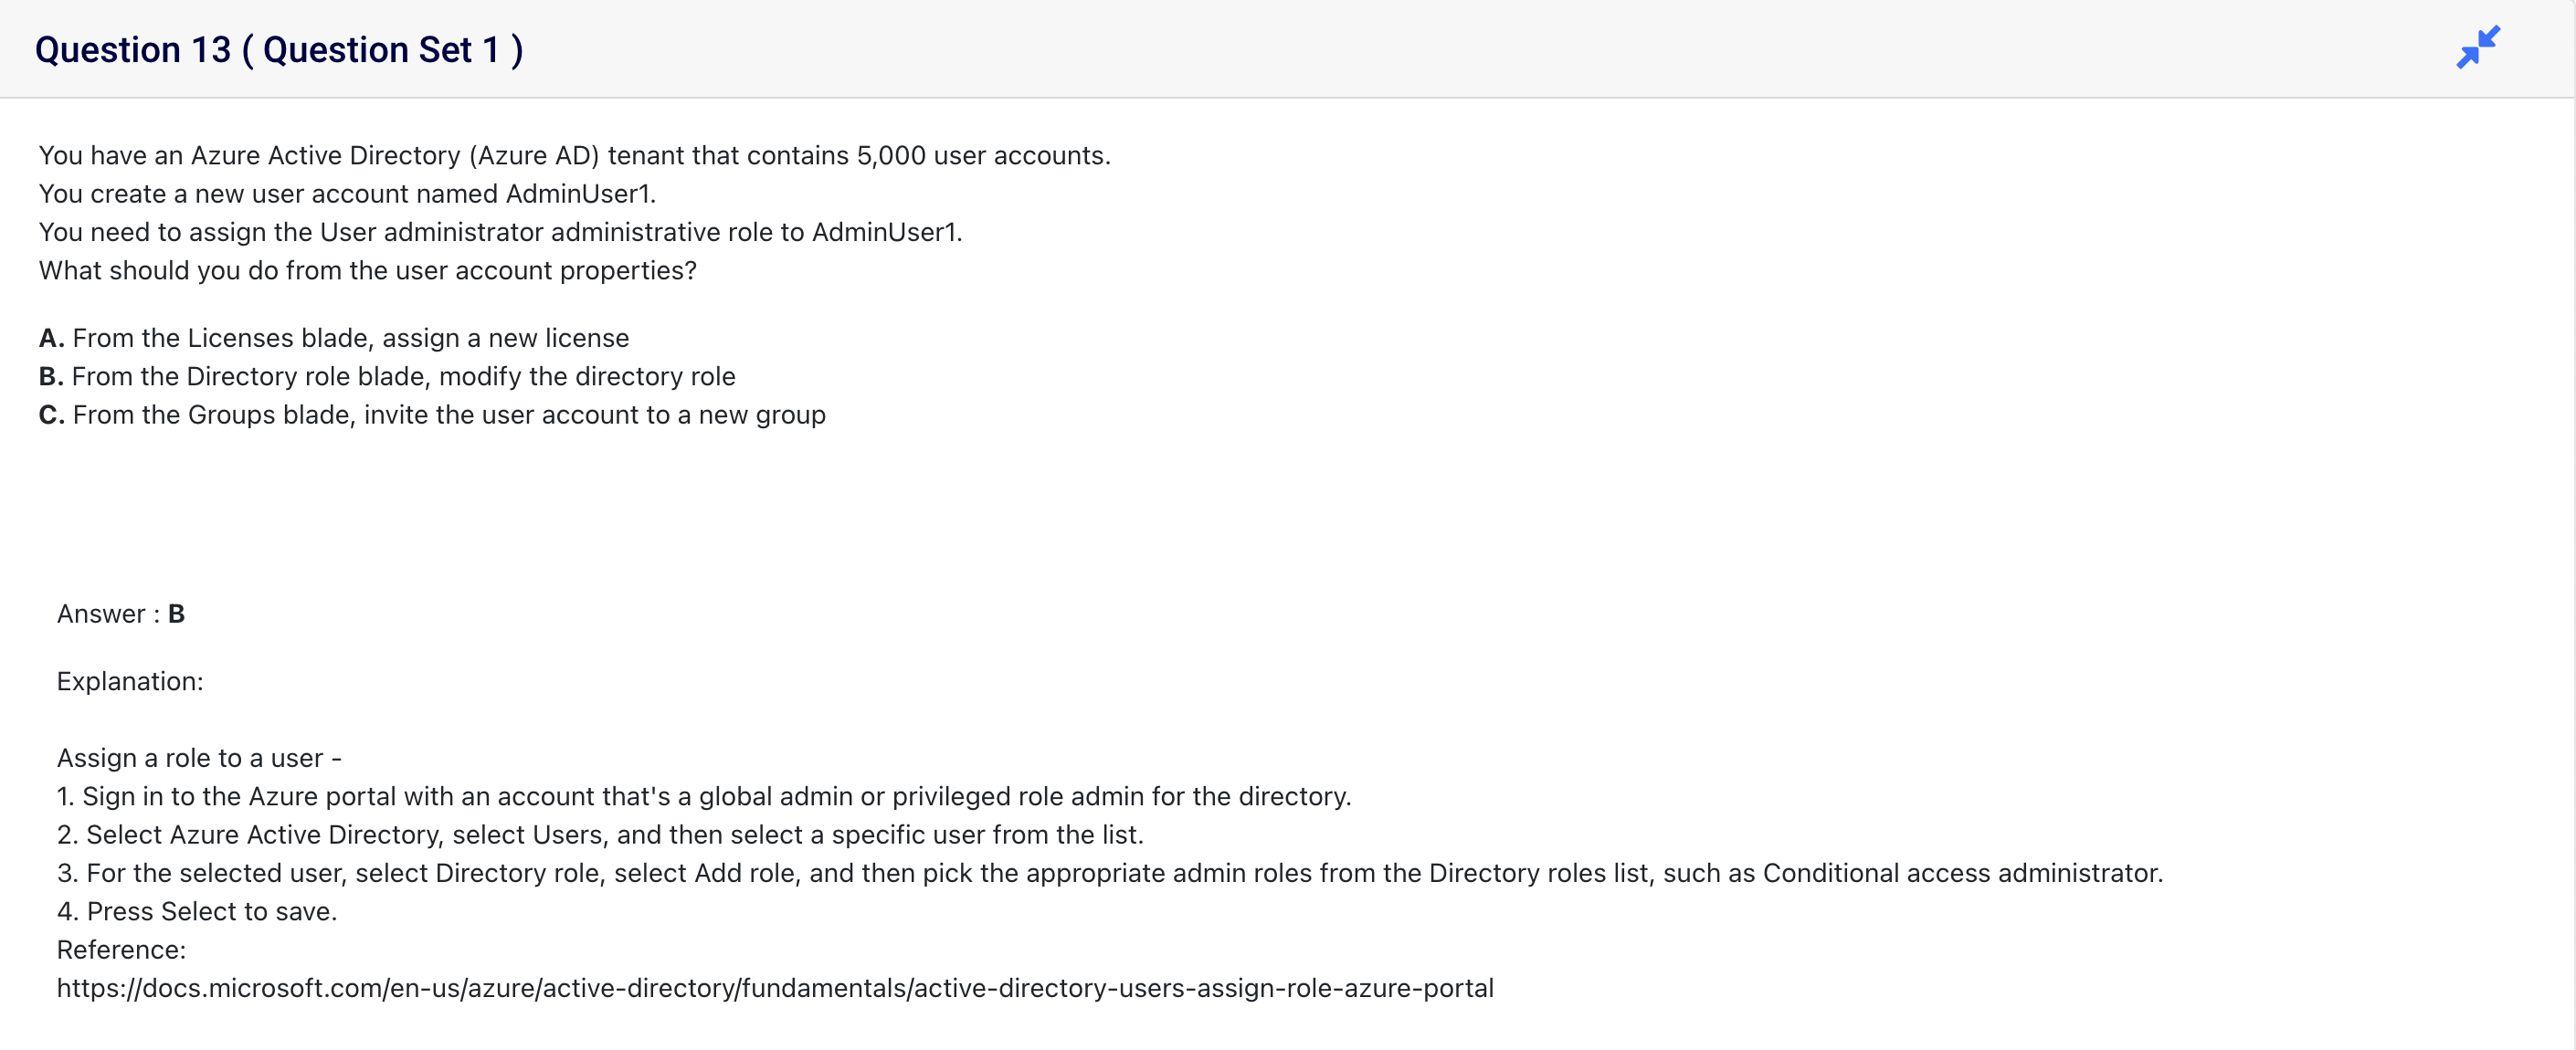 Question 13 ( Question Set 1 )
You have an Azure Active Directory (Azure AD) tenant that contains 5,000 user accounts.
You create a new user account named AdminUser1.
You need to assign the User administrator administrative role to AdminUser1.
What should you do from the user account properties?
A. From the Licenses blade, assign a new license
B. From the Directory role blade, modify the directory role
C. From the Groups blade, invite the user account to a new group
Answer : B
Explanation:
Assign a role to a user -
1. Sign in to the Azure portal with an account that's a global admin or privileged role admin for the directory.
2. Select Azure Active Directory, select Users, and then select a specific user from the list.
3. For the selected user, select Directory role, select Add role, and then pick the appropriate admin roles from the Directory roles list, such as Conditional access administrator.
4. Press Select to save.
Reference:
https://docs.microsoft.com/en-us/azure/active-directory/fundamentals/active-directory-users-assign-role-azure-portal